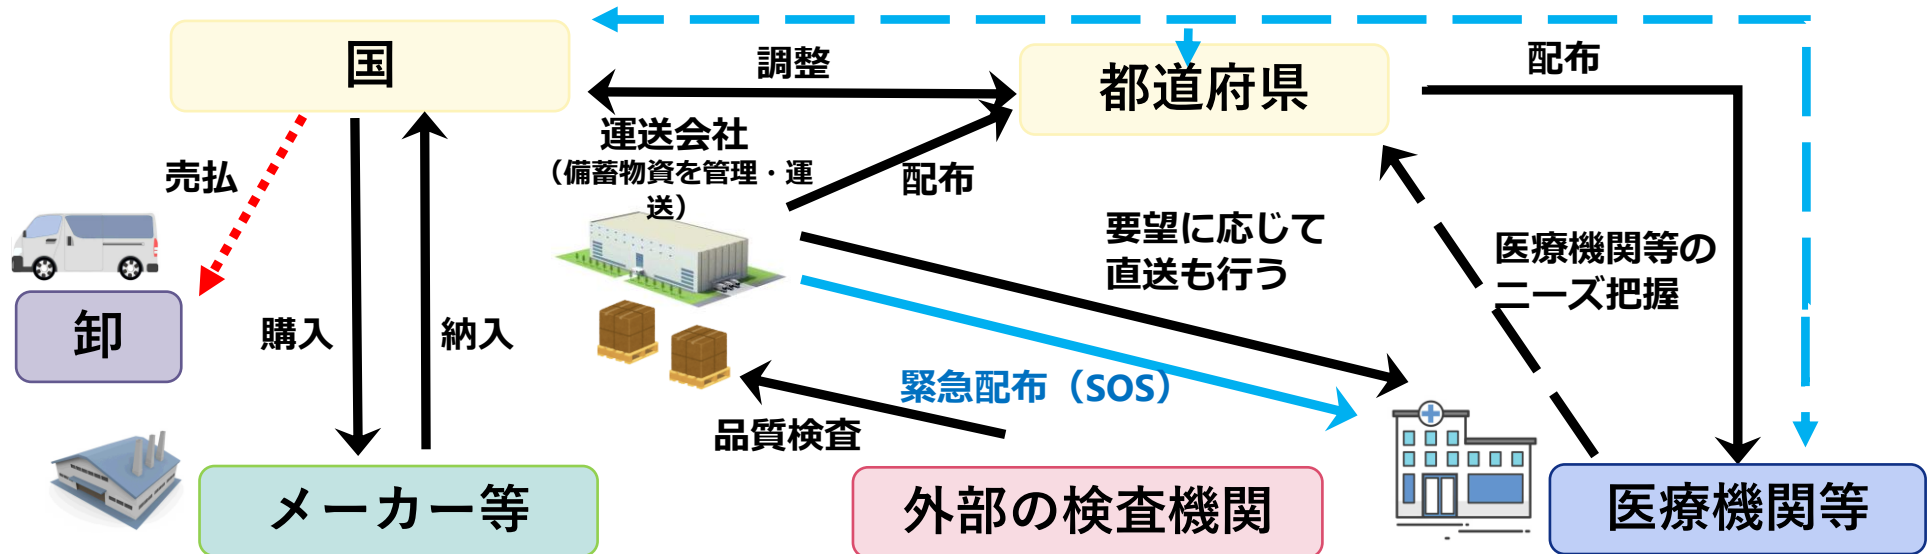 国
調整
都道府県
配布
運送会社
（備蓄物資を管理・運
送）
配布
売払
要望に応じて
直送も行う
医療機関等の
ニーズ把握
卸
購入
納入
緊急配布（SOS）
品質検査
メーカー等
外部の検査機関
医療機関等